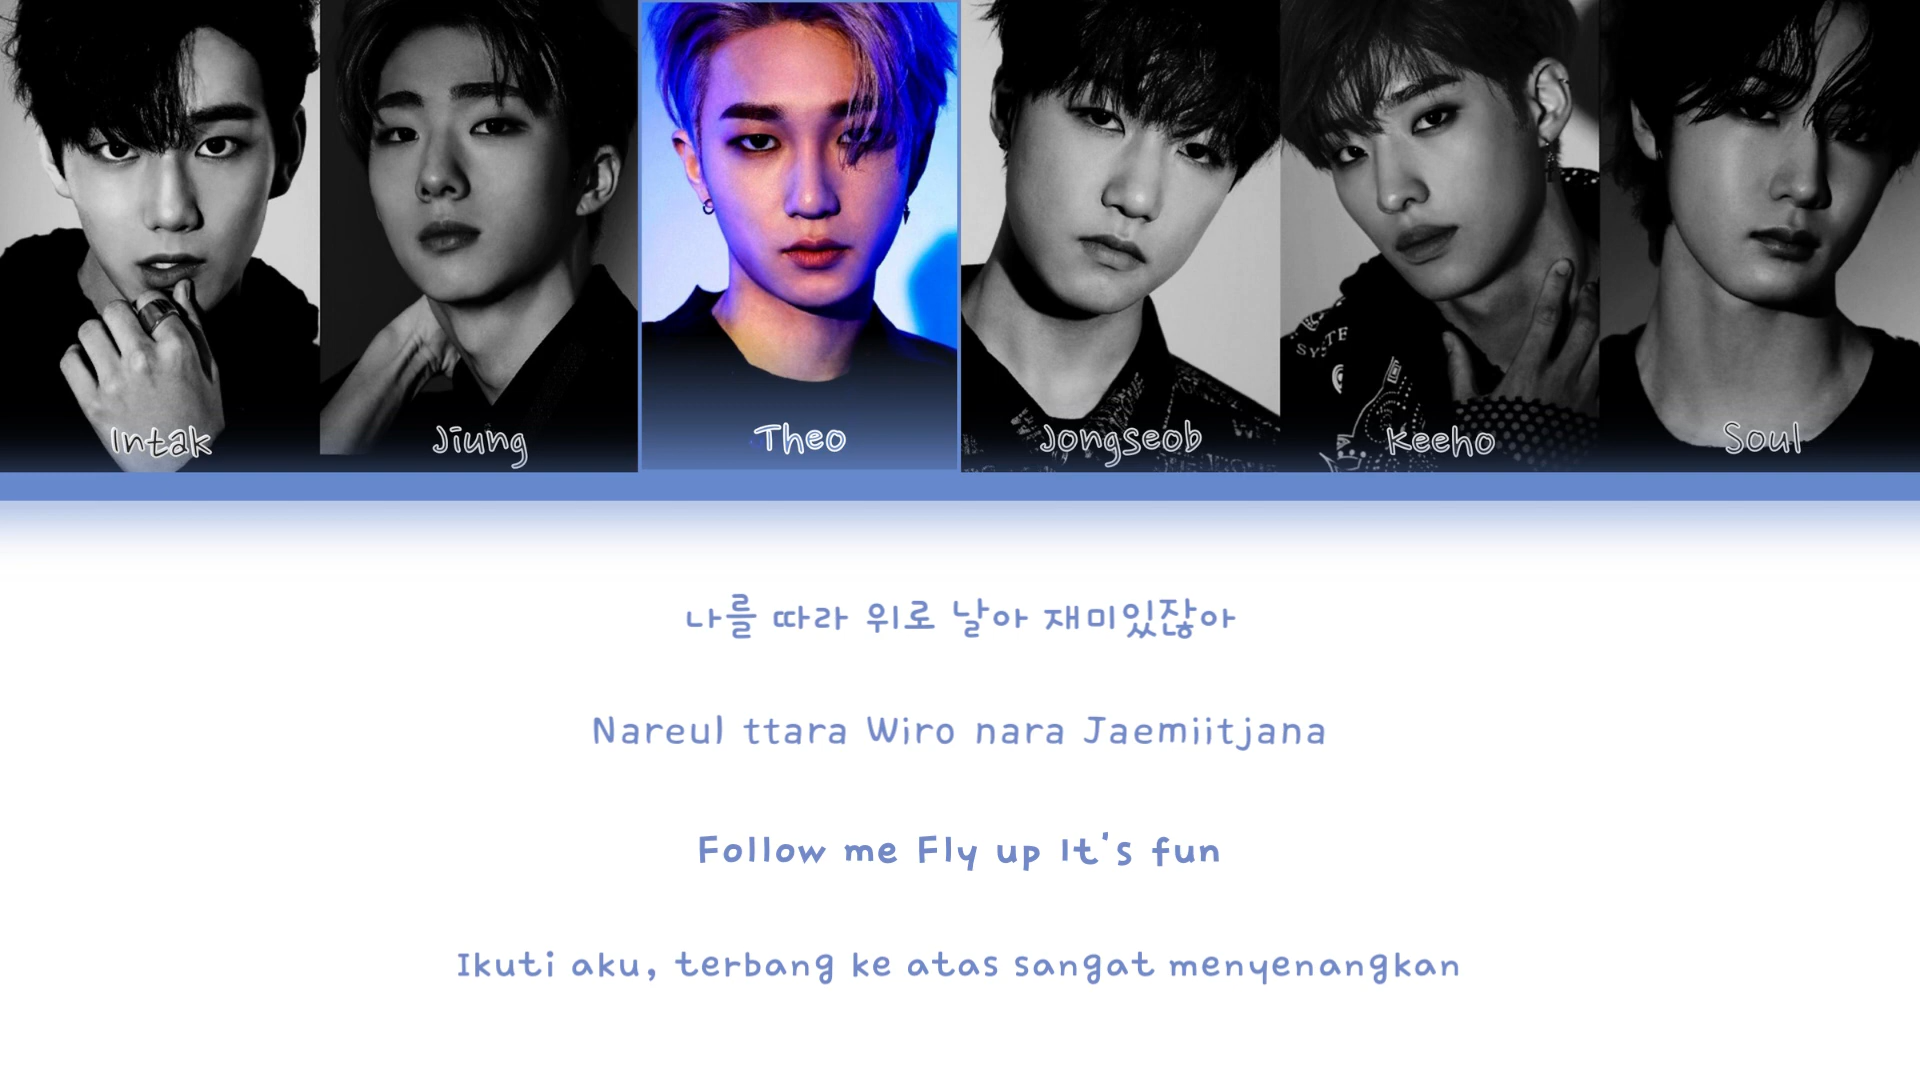 SYSTE
Intak
Jiung
Theo
Jongseob
Keeho
Soul
나를 따라 위로 날아 재미있잖아
Nareul ttara Wiro nara Jaemiitjana
Follow me Fly up It's fun
Ikuti aku, terbang ke atas sangat menyenangkan